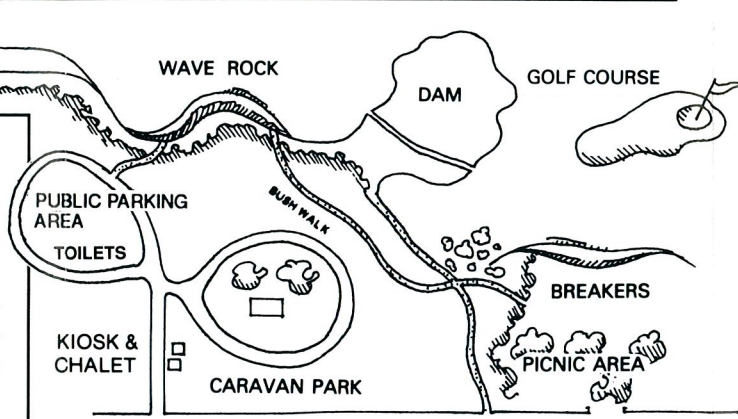 WAVE ROCK
DAM
GOLF COURSE
PUBLIC PARKING
AREA
TOILETS
BUSH WALK
BREAKERS
KIOSK &
CHALET
PICNIC AREA
CARAVAN PARK